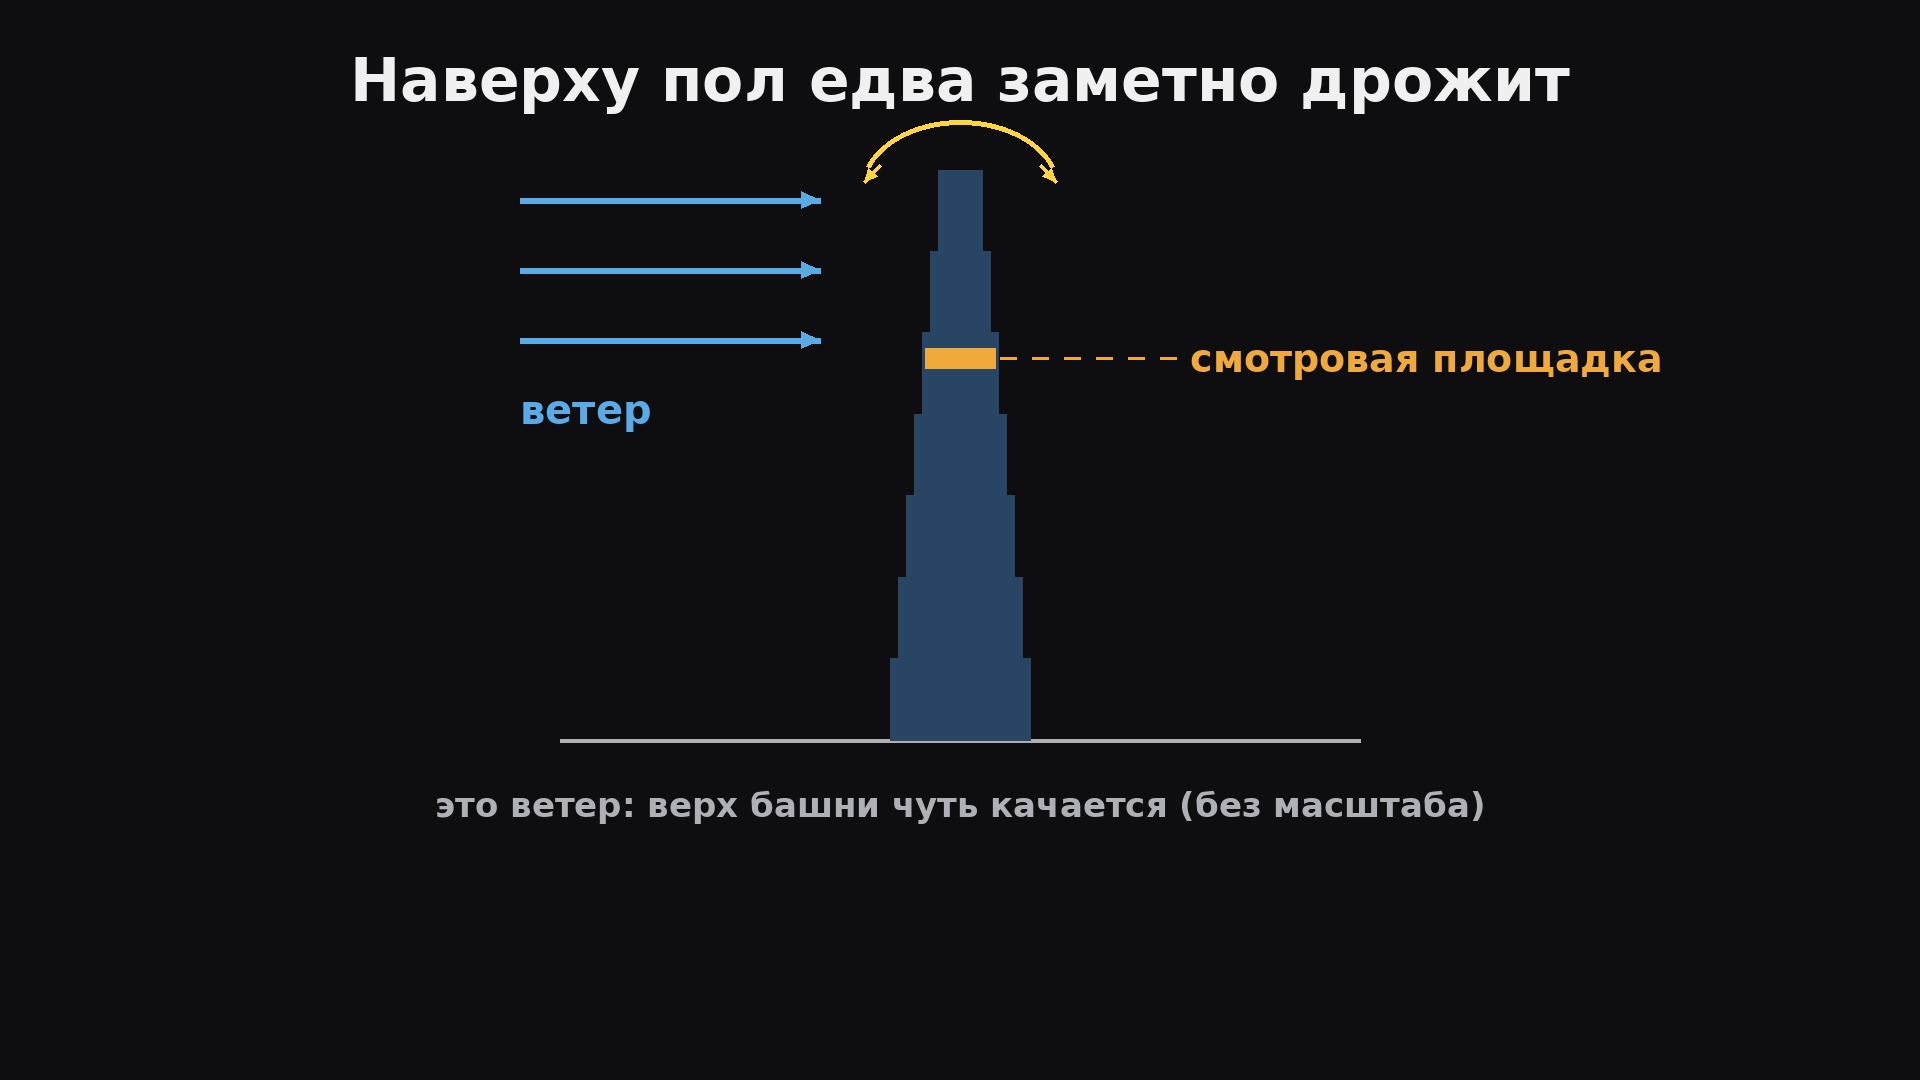 Наверху пол едва заметно дрожит
смотровая площадка
ветер
это ветер: верх башни чуть качается (без масштаба)